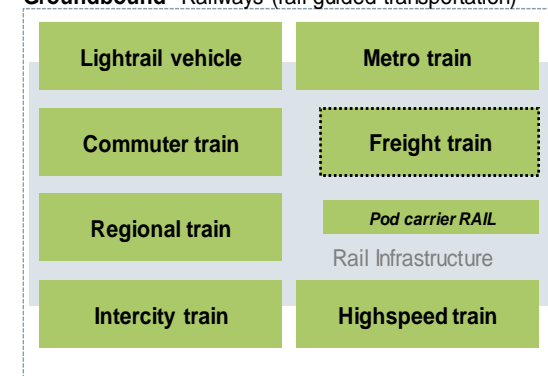 Groundbound Railways (rail guided transportation)
Lightrail vehicle
Metro train
Commuter train
Freight train
Regional train
Pod carrier RAIL
Rail Infrastructure
Intercity train
Highspeed train